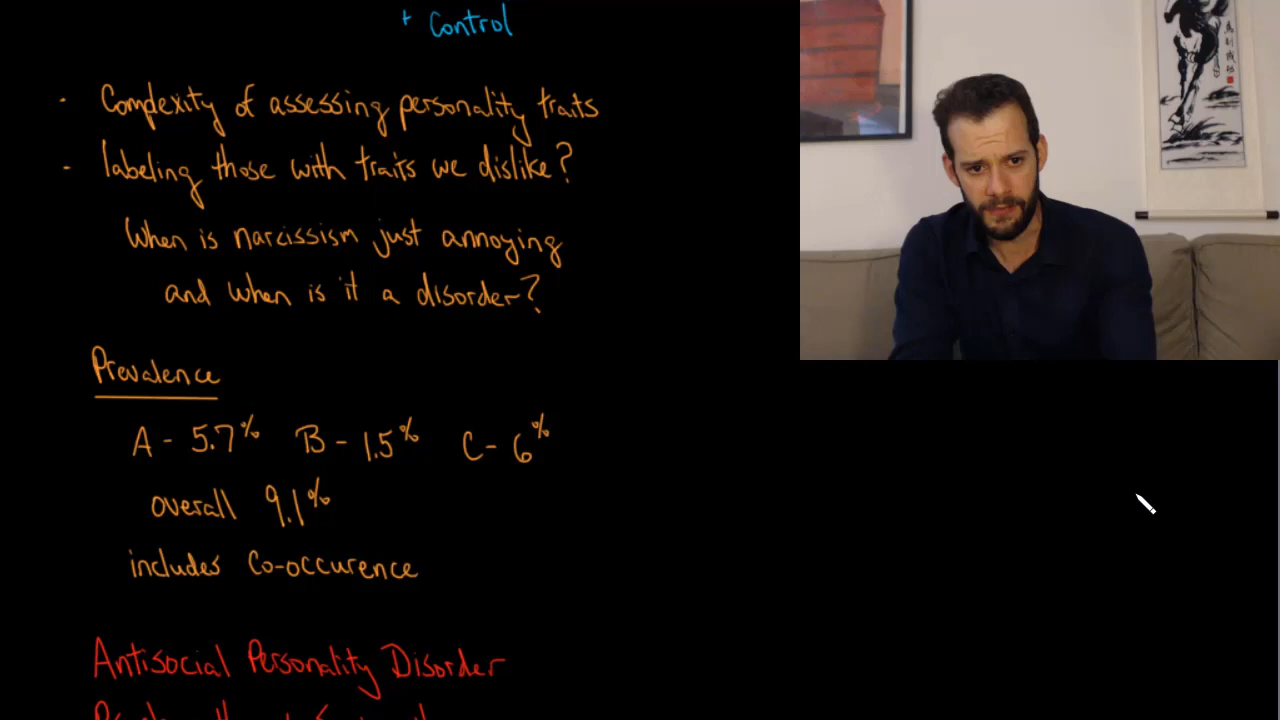 + Control
- Complexity of assessing personality traits
- labeling those with traits we dislike?
When is narcissism just annoying
and when is it a disorder?
Prevalence
A - 5.7% B - 1.5% C - 6%
overall 9.1%
includes Co-occurence
Antisocial Personality Disorder